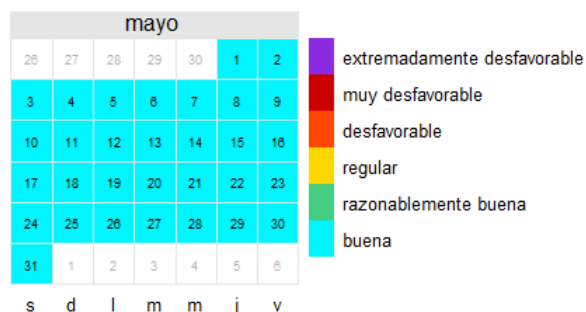 mayo
26 27 28 29 30 1 2
3 4 5 6 7 8 9
10 11 12 13 14 15 16
17 18 19 20 21 22 23
24 25 26 27 28 29 30
31 1 2 3 4 5 6
s d l m m j v
extremadamente desfavorable
muy desfavorable
desfavorable
regular
razonablemente buena
buena